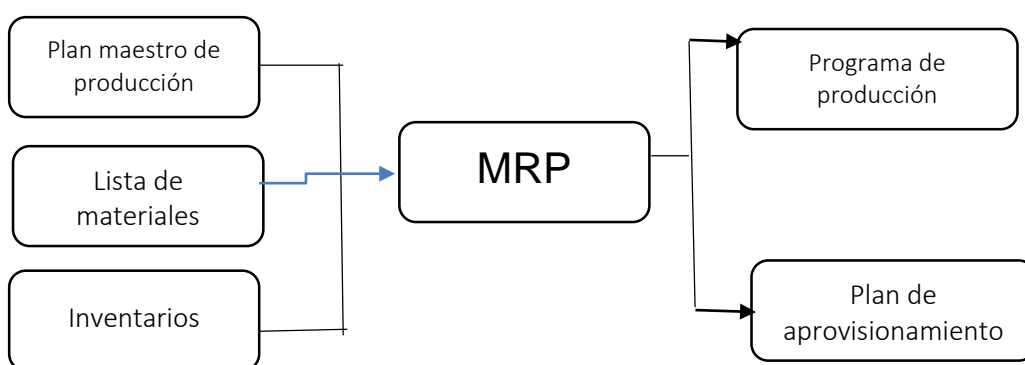 Plan maestro de
producción
Lista de
materiales
Inventarios
MRP
Programa de
producción
Plan de
aprovisionamiento